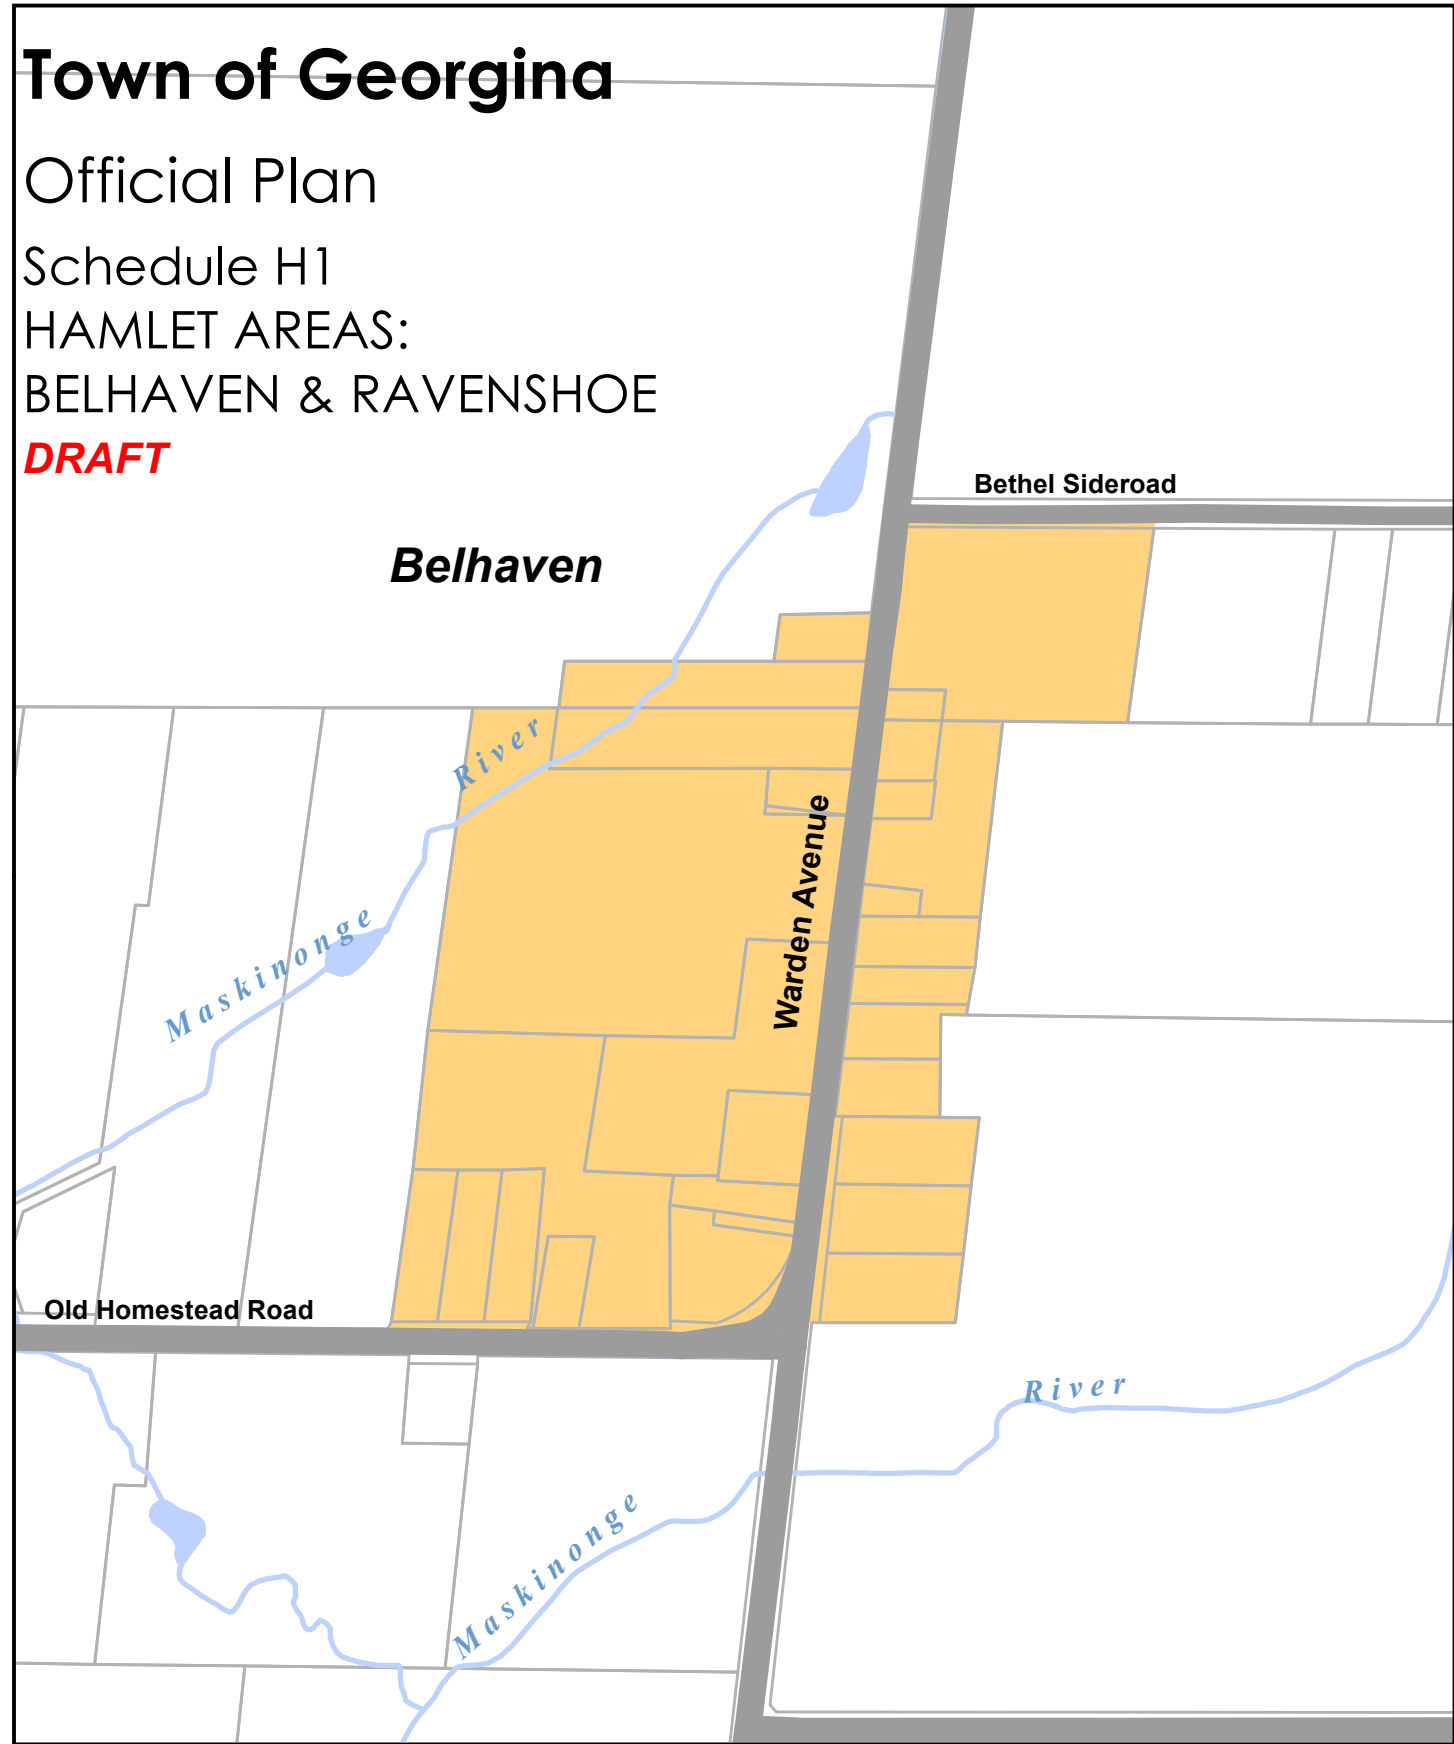 Town of Georgina
Official Plan
Schedule H1
HAMLET AREAS:
BELHAVEN & RAVENSHOE
DRAFT
Bethel Sideroad
Belhaven
River
Warden Avenue
Maskinonge
Old Homestead Road
River
Maskinonge